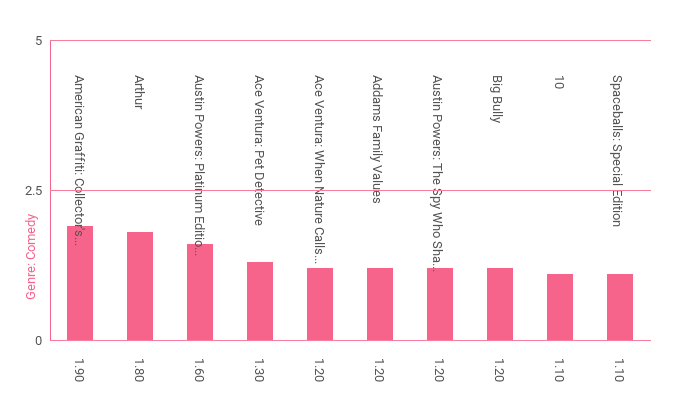 5
2.5
0
Genre: Comedy
American Graffiti: Collector's...
Arthur
Austin Powers: Platinum Editio...
Ace Ventura: Pet Detective
Ace Ventura: When Nature Calls...
Addams Family Values
Austin Powers: The Spy Who Sha...
Big Bully
10
Spaceballs: Special Edition
1.90
1.80
1.60
1.30
1.20
1.20
1.20
1.20
1.10
1.10